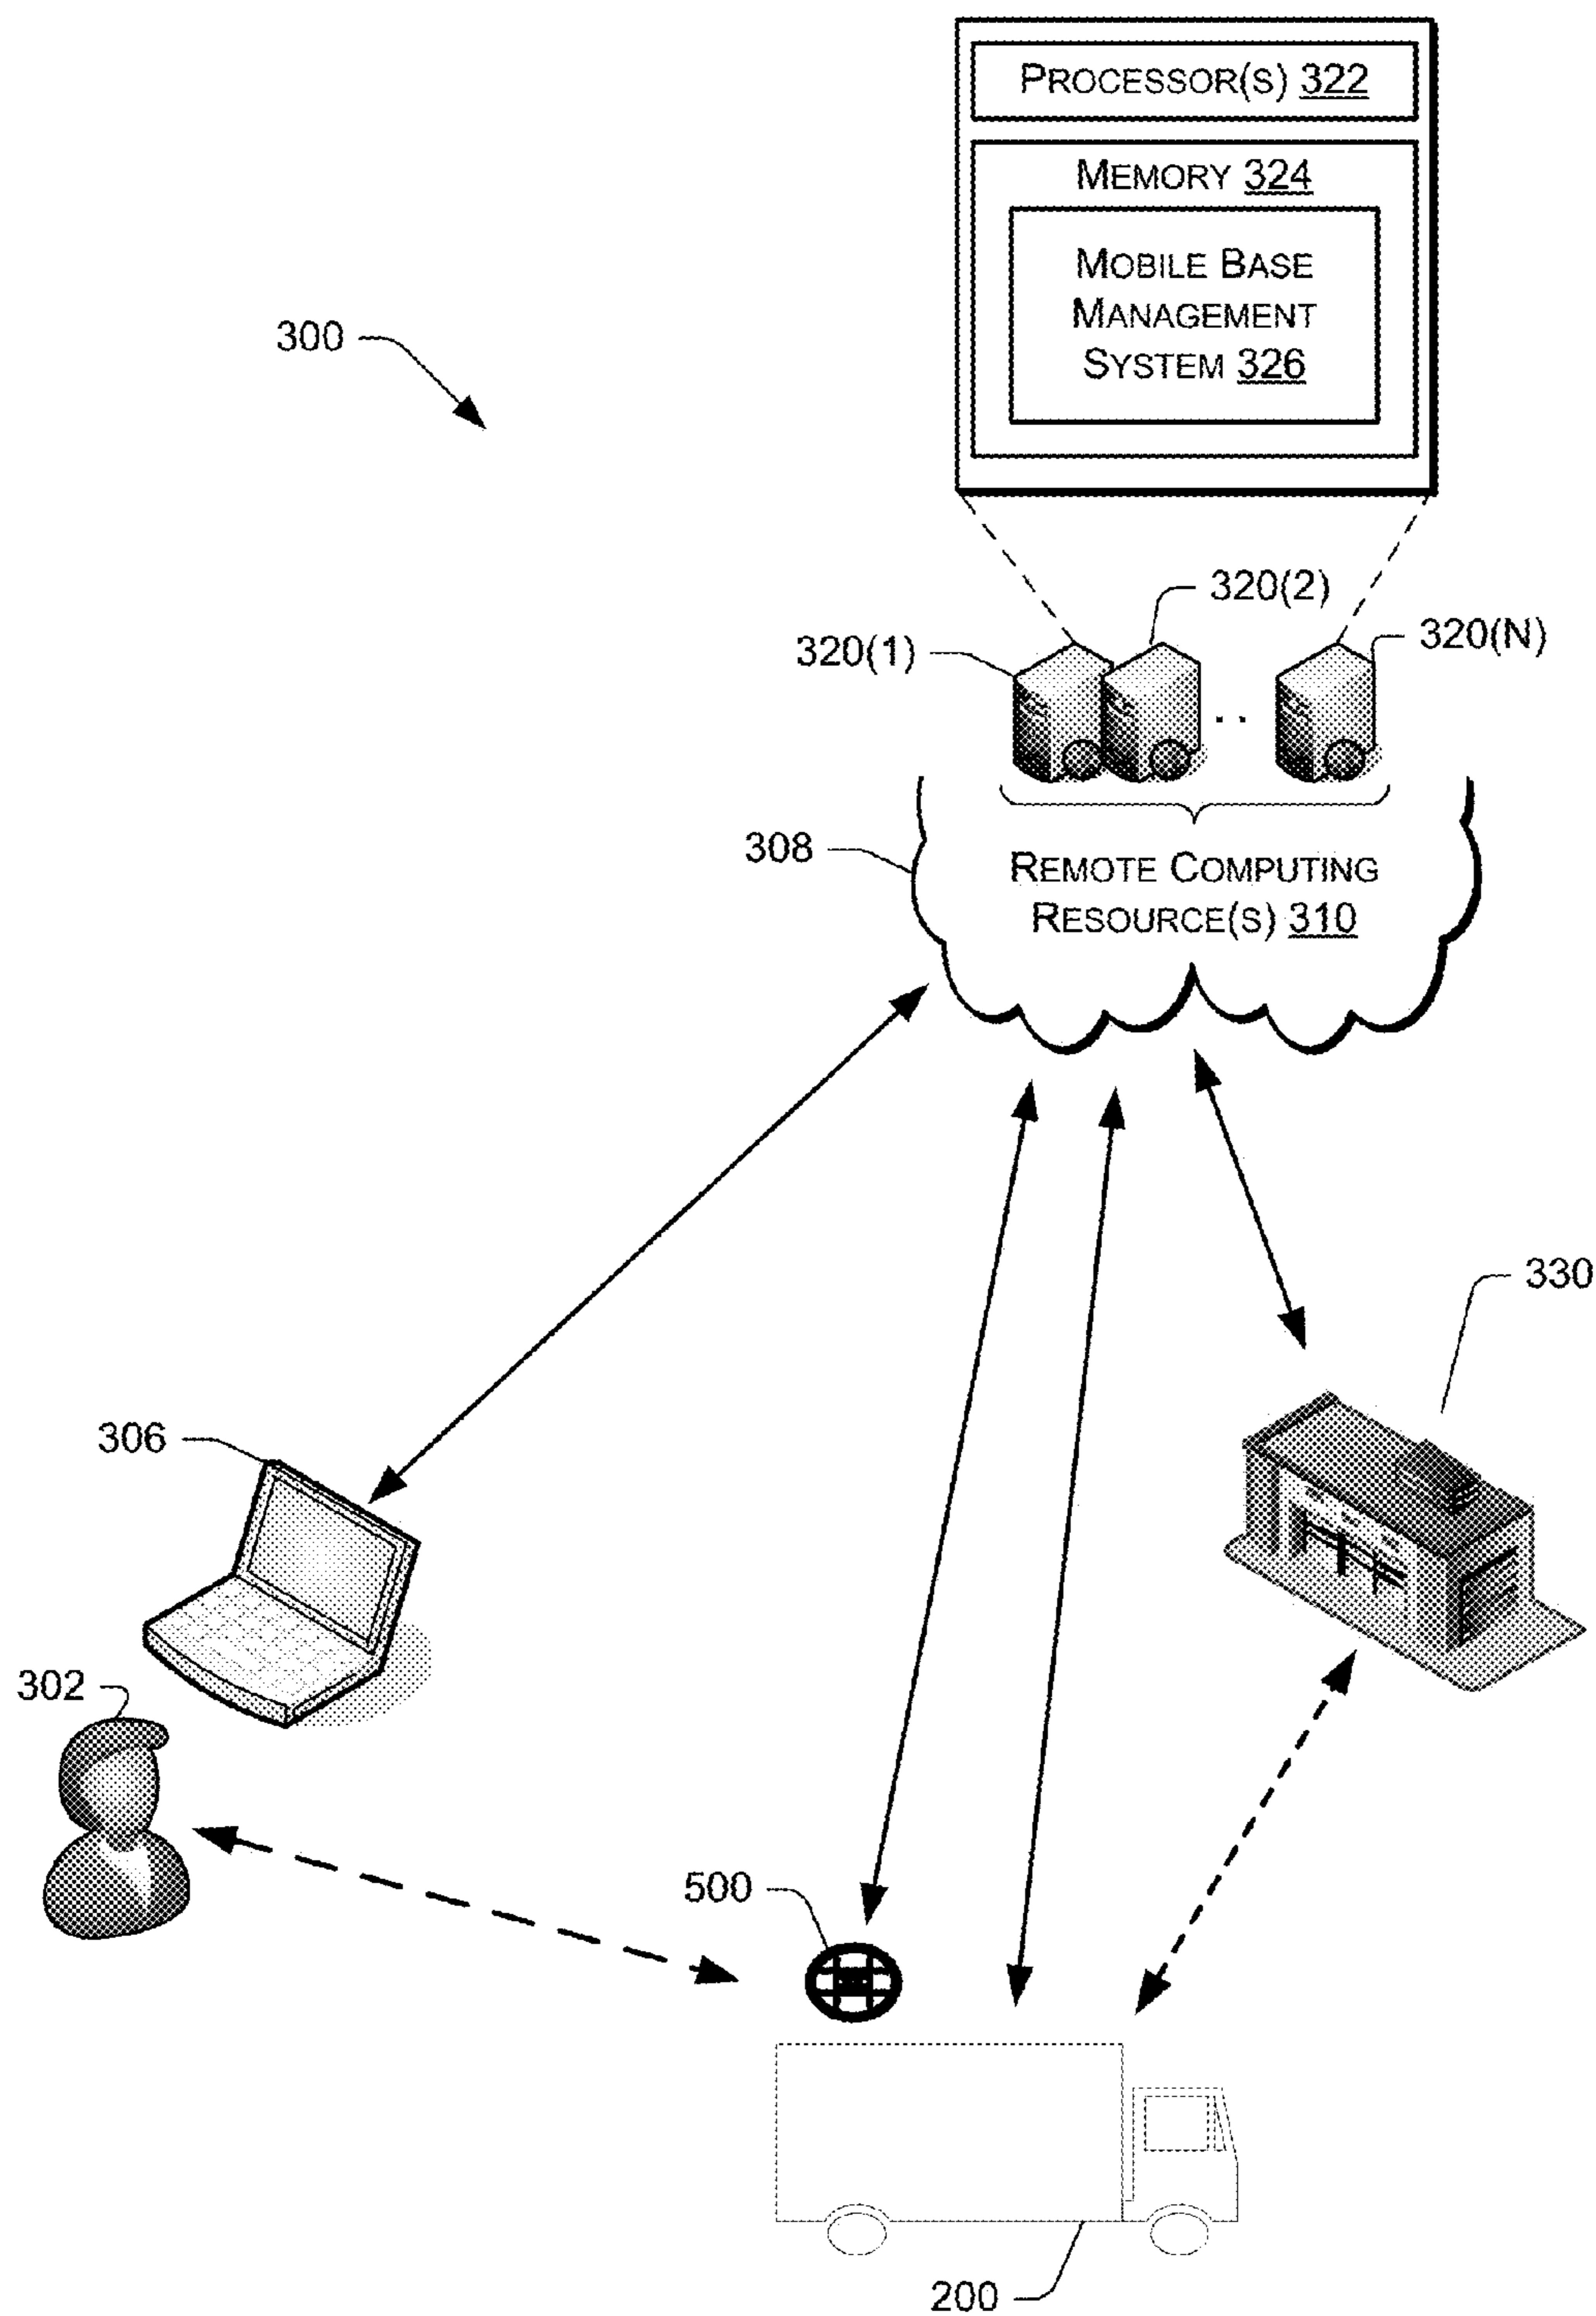 PROCESSOR(S) 322
MEMORY 324
MOBILE BASE
MANAGEMENT
SYSTEM 326
300
320(2)
320(1)
320(N)
308
REMOTE COMPUTING
RESOURCE(S) 310
330
306
302
500
200